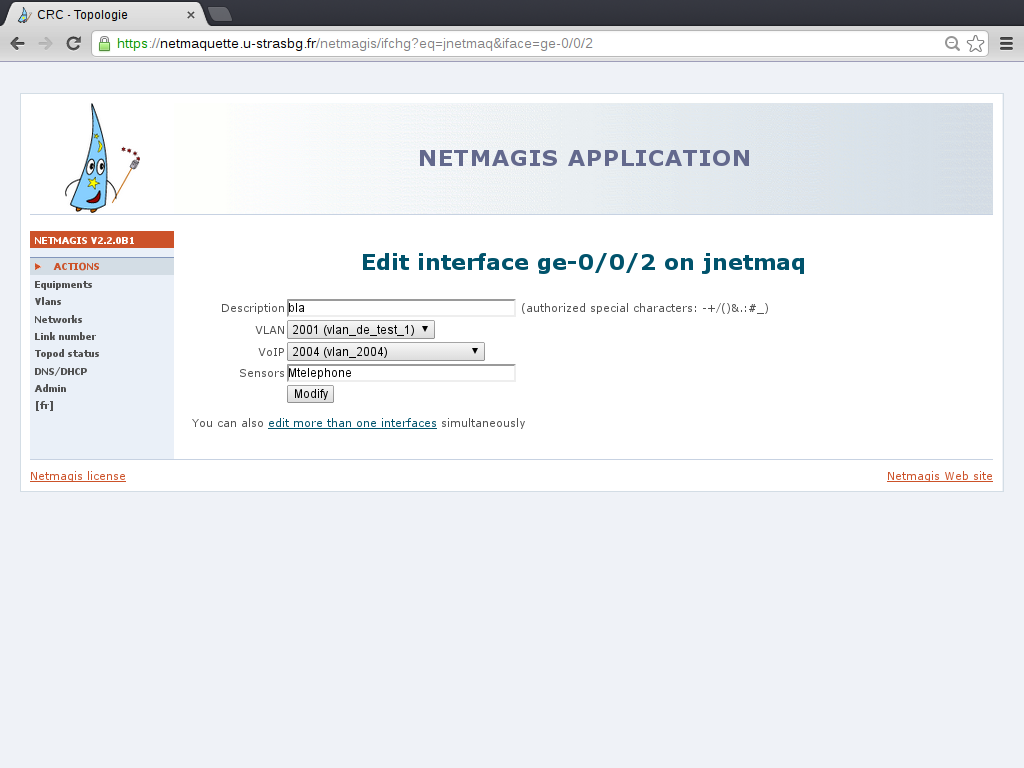 CRC - Topologie
https://netmaquette.u-strasbg.fr/netmagis/ifchg?eq=jnetmaq&iface=ge-0/0/2
NETMAGIS APPLICATION
NETMAGIS V2.2.0B1
ACTIONS
Equipments
Vlans
Networks
Link number
Topod status
DNS/DHCP
Admin
[fr]
Edit interface ge-0/0/2 on jnetmaq
Description bla (authorized special characters: -+/()&.:#_)
VLAN 2001 (vlan_de_test_1)
VoIP 2004 (vlan_2004)
Sensors Mtelephone
Modify
You can also edit more than one interfaces simultaneously
Netmagis license
Netmagis Web site